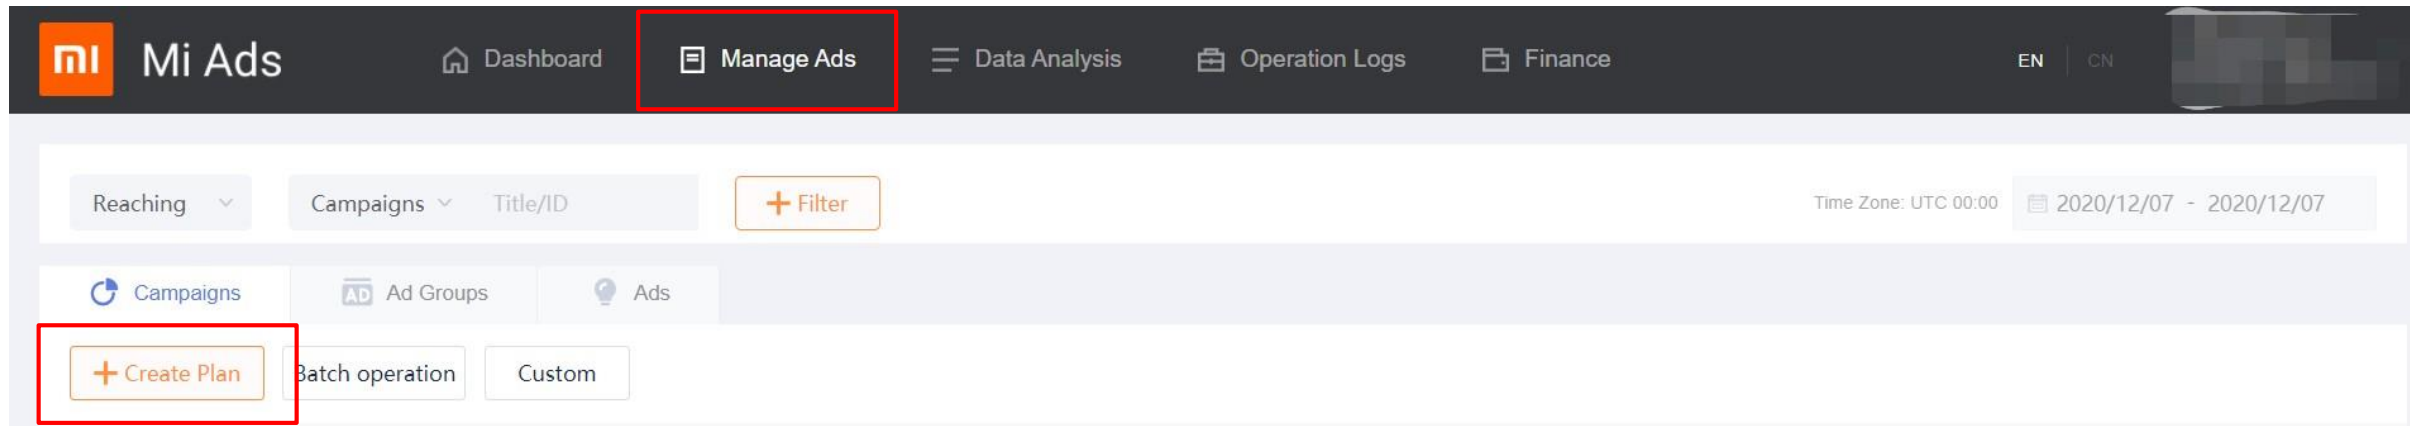 Mi Ads Dashboard Manage Ads Data Analysis Operation Logs Finance EN CN
Reaching Campaigns Title/ID + Filter Time Zone: UTC 00:00 2020/12/07 - 2020/12/07
Campaigns AD Ad Groups Ads
+ Create Plan Batch operation Custom